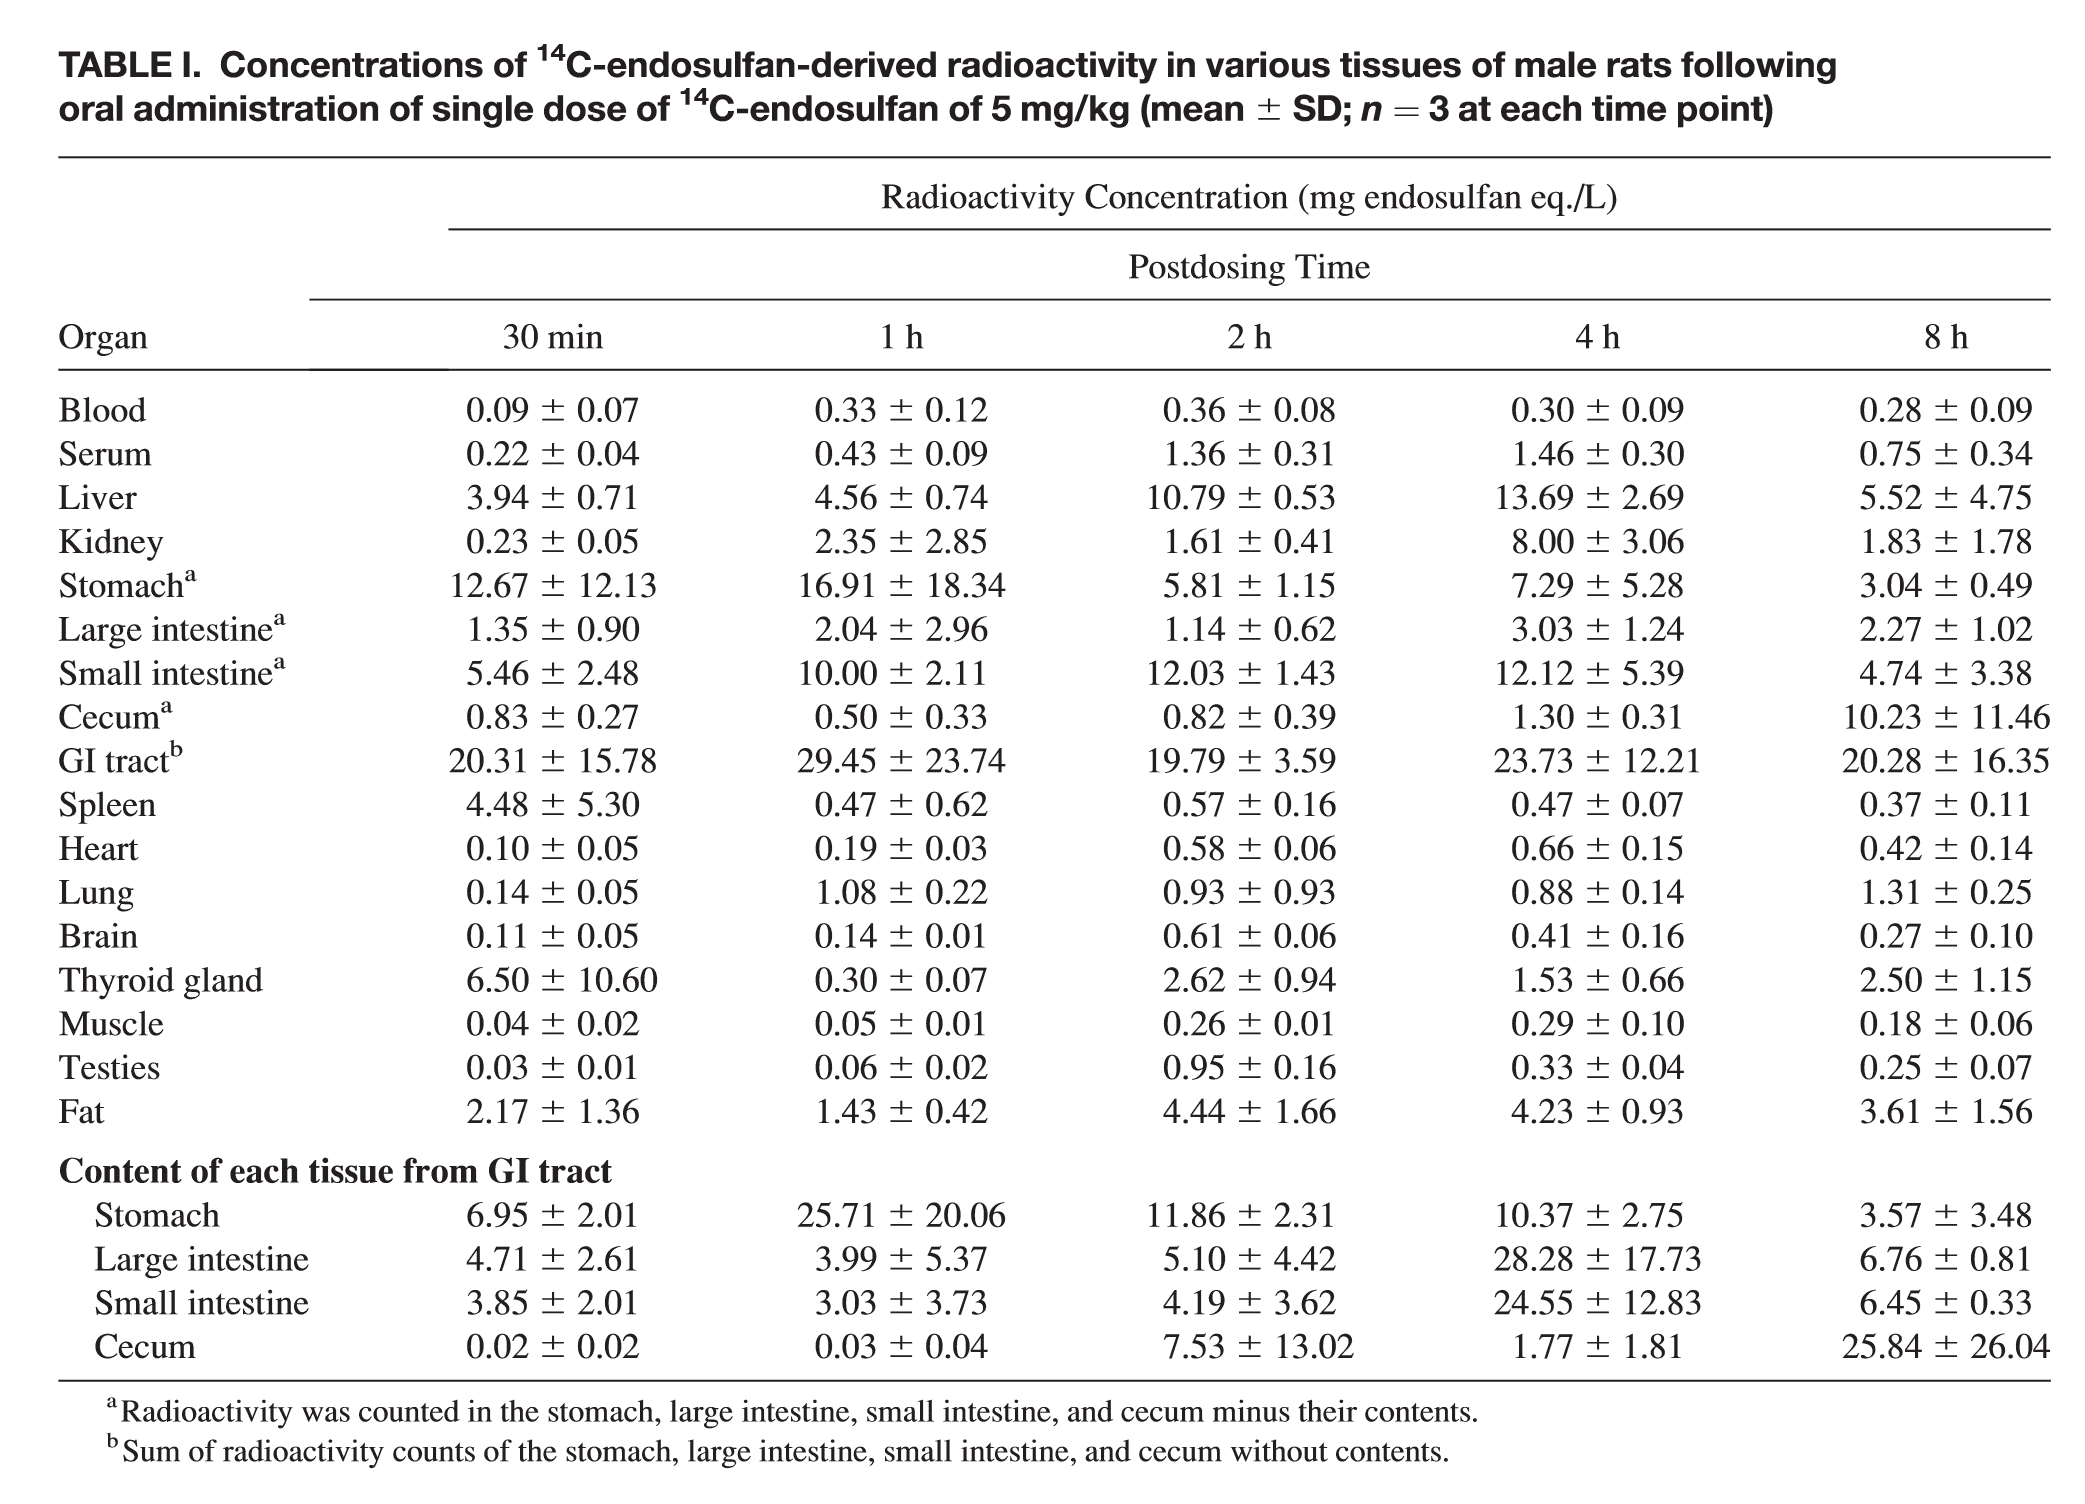 TABLE I. Concentrations of ¹⁴C-endosulfan-derived radioactivity in various tissues of male rats following
oral administration of single dose of ¹⁴C-endosulfan of 5 mg/kg (mean ± SD; n = 3 at each time point)
Radioactivity Concentration (mg endosulfan eq./L)
Postdosing Time
Organ 30 min 1 h 2 h 4 h 8 h
Blood 0.09 ± 0.07 0.33 ± 0.12 0.36 ± 0.08 0.30 ± 0.09 0.28 ± 0.09
Serum 0.22 ± 0.04 0.43 ± 0.09 1.36 ± 0.31 1.46 ± 0.30 0.75 ± 0.34
Liver 3.94 ± 0.71 4.56 ± 0.74 10.79 ± 0.53 13.69 ± 2.69 5.52 ± 4.75
Kidney 0.23 ± 0.05 2.35 ± 2.85 1.61 ± 0.41 8.00 ± 3.06 1.83 ± 1.78
Stomachᵃ 12.67 ± 12.13 16.91 ± 18.34 5.81 ± 1.15 7.29 ± 5.28 3.04 ± 0.49
Large intestineᵃ 1.35 ± 0.90 2.04 ± 2.96 1.14 ± 0.62 3.03 ± 1.24 2.27 ± 1.02
Small intestineᵃ 5.46 ± 2.48 10.00 ± 2.11 12.03 ± 1.43 12.12 ± 5.39 4.74 ± 3.38
Cecumᵃ 0.83 ± 0.27 0.50 ± 0.33 0.82 ± 0.39 1.30 ± 0.31 10.23 ± 11.46
GI tractᵇ 20.31 ± 15.78 29.45 ± 23.74 19.79 ± 3.59 23.73 ± 12.21 20.28 ± 16.35
Spleen 4.48 ± 5.30 0.47 ± 0.62 0.57 ± 0.16 0.47 ± 0.07 0.37 ± 0.11
Heart 0.10 ± 0.05 0.19 ± 0.03 0.58 ± 0.06 0.66 ± 0.15 0.42 ± 0.14
Lung 0.14 ± 0.05 1.08 ± 0.22 0.93 ± 0.93 0.88 ± 0.14 1.31 ± 0.25
Brain 0.11 ± 0.05 0.14 ± 0.01 0.61 ± 0.06 0.41 ± 0.16 0.27 ± 0.10
Thyroid gland 6.50 ± 10.60 0.30 ± 0.07 2.62 ± 0.94 1.53 ± 0.66 2.50 ± 1.15
Muscle 0.04 ± 0.02 0.05 ± 0.01 0.26 ± 0.01 0.29 ± 0.10 0.18 ± 0.06
Testies 0.03 ± 0.01 0.06 ± 0.02 0.95 ± 0.16 0.33 ± 0.04 0.25 ± 0.07
Fat 2.17 ± 1.36 1.43 ± 0.42 4.44 ± 1.66 4.23 ± 0.93 3.61 ± 1.56
Content of each tissue from GI tract
Stomach 6.95 ± 2.01 25.71 ± 20.06 11.86 ± 2.31 10.37 ± 2.75 3.57 ± 3.48
Large intestine 4.71 ± 2.61 3.99 ± 5.37 5.10 ± 4.42 28.28 ± 17.73 6.76 ± 0.81
Small intestine 3.85 ± 2.01 3.03 ± 3.73 4.19 ± 3.62 24.55 ± 12.83 6.45 ± 0.33
Cecum 0.02 ± 0.02 0.03 ± 0.04 7.53 ± 13.02 1.77 ± 1.81 25.84 ± 26.04
ᵃ Radioactivity was counted in the stomach, large intestine, small intestine, and cecum minus their contents.
ᵇ Sum of radioactivity counts of the stomach, large intestine, small intestine, and cecum without contents.